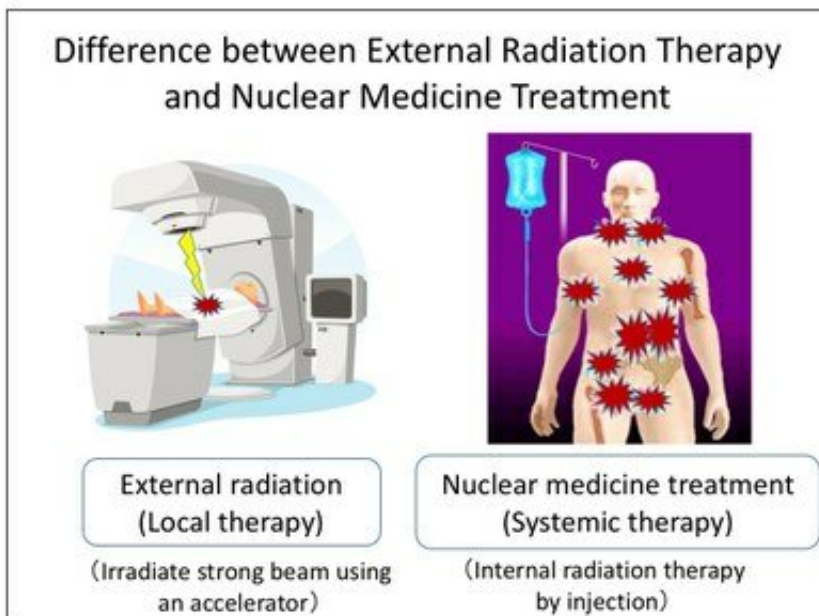 Difference between External Radiation Therapy
and Nuclear Medicine Treatment
External radiation
(Local therapy)
（Irradiate strong beam using
an accelerator）
Nuclear medicine treatment
(Systemic therapy)
（Internal radiation therapy
by injection）